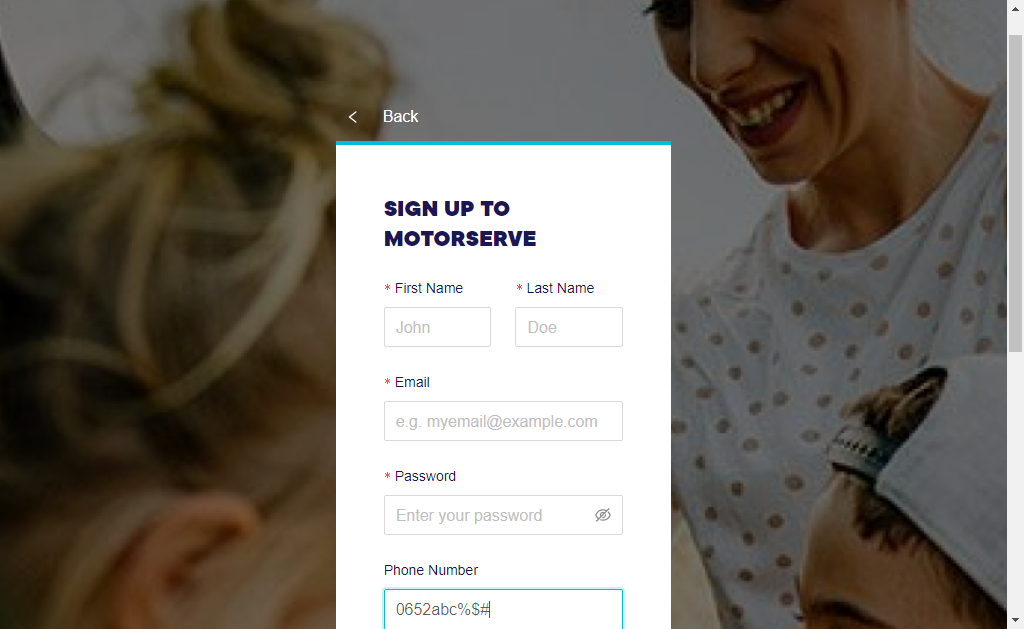 Back
SIGN UP TO
MOTORSERVE
* First Name * Last Name
John Doe
* Email
e.g. myemail@example.com
* Password
Enter your password
Phone Number
0652abc%$#